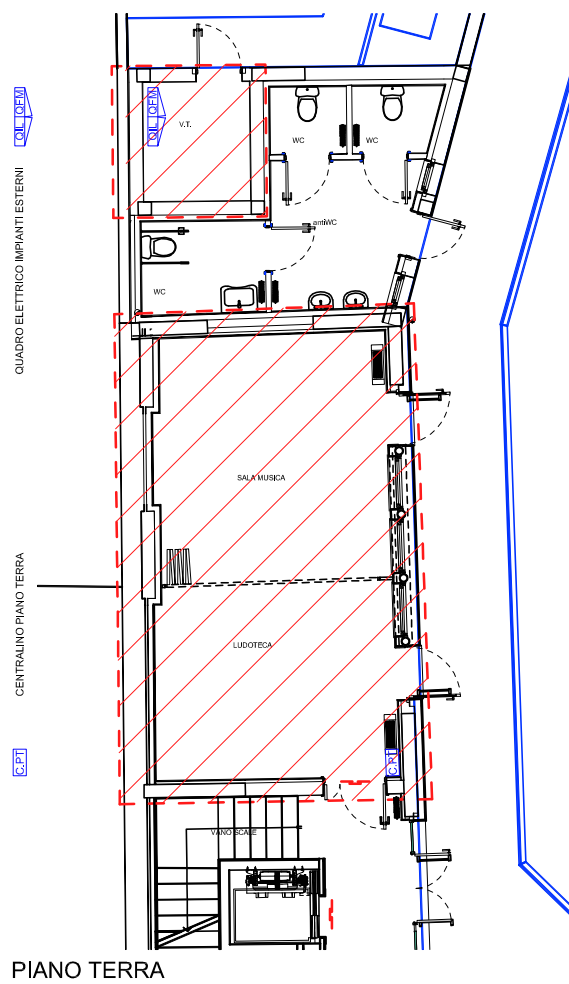 QIL QFM
QUADRO ELETTRICO IMPIANTI ESTERNI
QIL QFM
V.T.
WC
WC
antiWC
WC
SALA MUSICA
LUDOTECA
CENTRALINO PIANO TERRA
C.PT
C.PT
VANO SCALE
PIANO TERRA